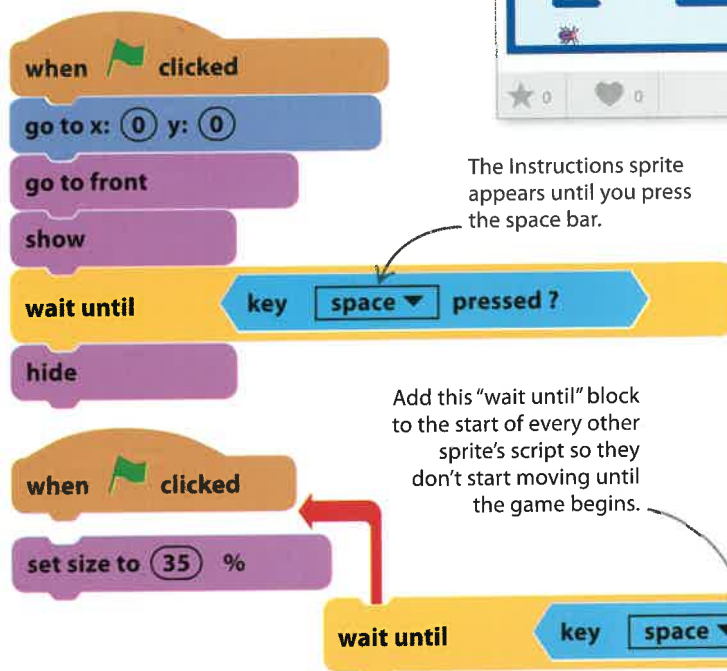 0 0
when clicked
go to x: 0 y: 0
go to front
show
The Instructions sprite
appears until you press
the space bar.
wait until key space pressed ?
hide
Add this "wait until" block
to the start of every other
sprite's script so they
don't start moving until
the game begins.
when clicked
set size to 35 %
wait until key space